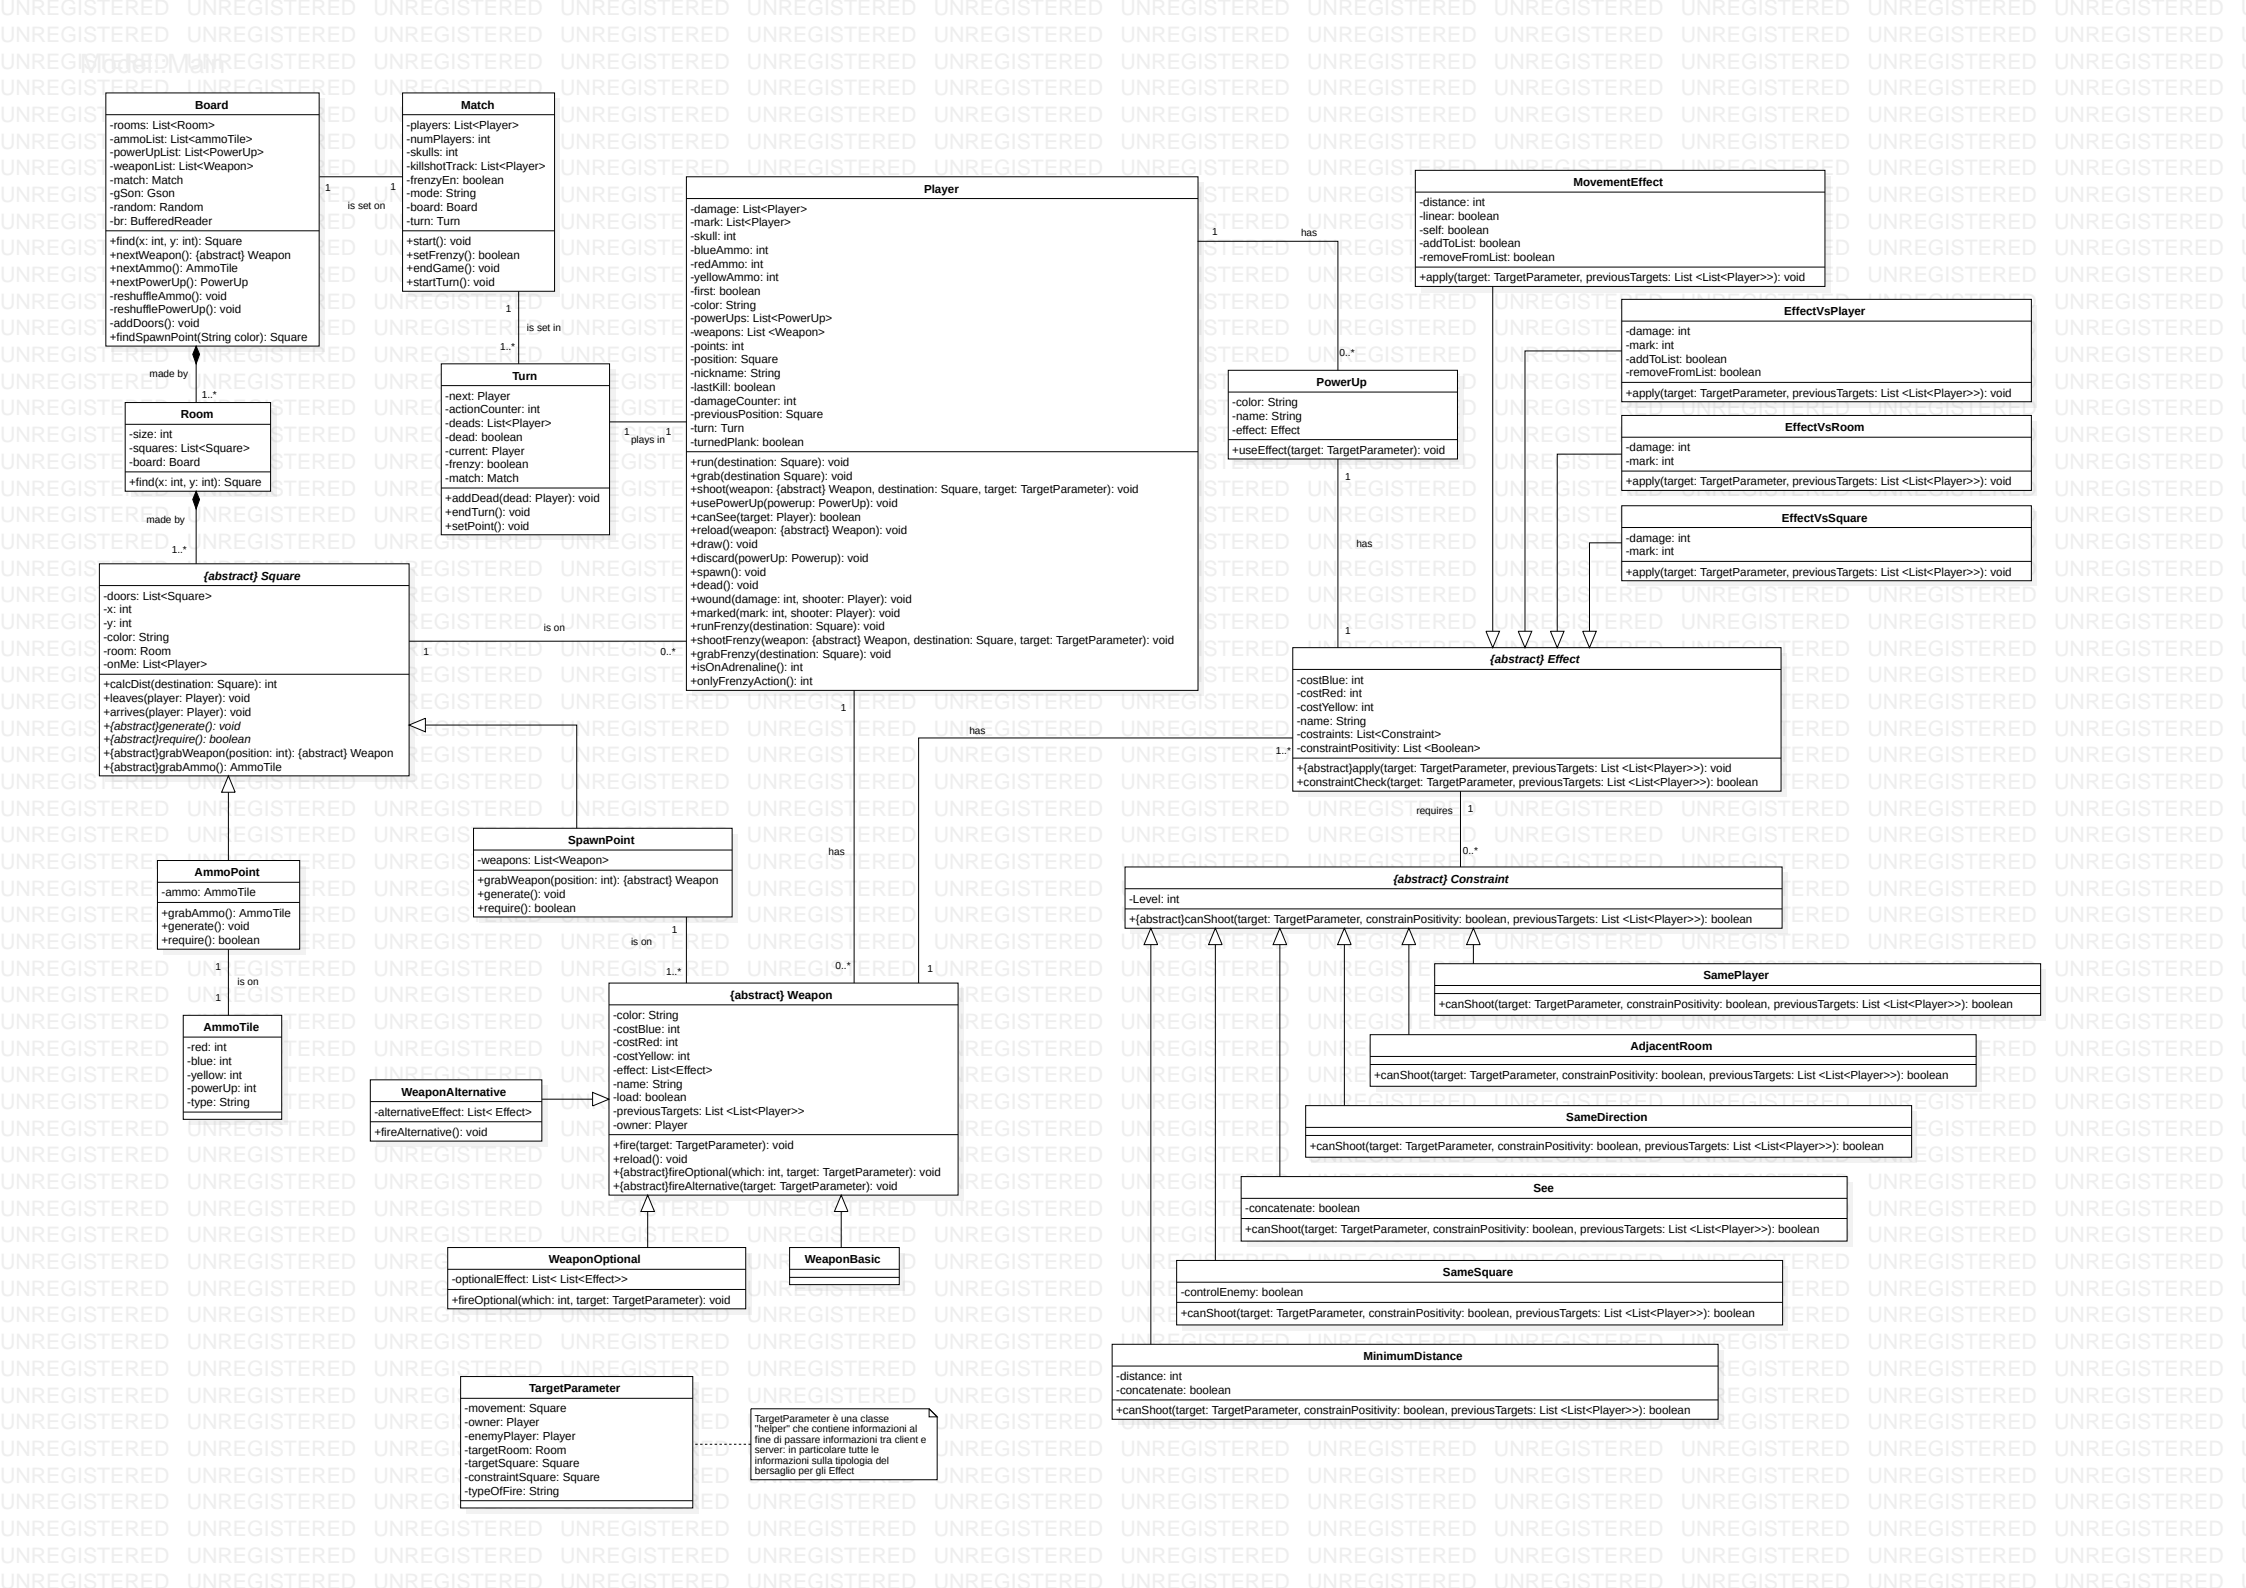 Model::Main
Board
-rooms: List<Room>
-ammoList: List<ammoTile>
-powerUpList: List<PowerUp>
-weaponList: List<Weapon>
-match: Match
-gSon: Gson
-random: Random
-br: BufferedReader
+find(x: int, y: int): Square
+nextWeapon(): {abstract} Weapon
+nextAmmo(): AmmoTile
+nextPowerUp(): PowerUp
-reshuffleAmmo(): void
-reshufflePowerUp(): void
-addDoors(): void
+findSpawnPoint(String color): Square
1
1
is set on
Match
-players: List<Player>
-numPlayers: int
-skulls: int
-killshotTrack: List<Player>
-frenzyEn: boolean
-mode: String
-board: Board
-turn: Turn
+start(): void
+setFrenzy(): boolean
+endGame(): void
+startTurn(): void
1
is set in
1..*
made by
1..*
Room
-size: int
-squares: List<Square>
-board: Board
+find(x: int, y: int): Square
made by
1..*
Turn
-next: Player
-actionCounter: int
-deads: List<Player>
-dead: boolean
-current: Player
-frenzy: boolean
-match: Match
+addDead(dead: Player): void
+endTurn(): void
+setPoint(): void
1
plays in
1
Player
-damage: List<Player>
-mark: List<Player>
-skull: int
-blueAmmo: int
-redAmmo: int
-yellowAmmo: int
-first: boolean
-color: String
-powerUps: List<PowerUp>
-weapons: List <Weapon>
-points: int
-position: Square
-nickname: String
-lastKill: boolean
-damageCounter: int
-previousPosition: Square
-turn: Turn
-turnedPlank: boolean
+run(destination: Square): void
+grab(destination Square): void
+shoot(weapon: {abstract} Weapon, destination: Square, target: TargetParameter): void
+usePowerUp(powerup: PowerUp): void
+canSee(target: Player): boolean
+reload(weapon: {abstract} Weapon): void
+draw(): void
+discard(powerUp: Powerup): void
+spawn(): void
+dead(): void
+wound(damage: int, shooter: Player): void
+marked(mark: int, shooter: Player): void
+runFrenzy(destination: Square): void
+shootFrenzy(weapon: {abstract} Weapon, destination: Square, target: TargetParameter): void
+grabFrenzy(destination: Square): void
+isOnAdrenaline(): int
+onlyFrenzyAction(): int
1
has
0..*
PowerUp
-color: String
-name: String
-effect: Effect
+useEffect(target: TargetParameter): void
1
has
1
MovementEffect
-distance: int
-linear: boolean
-self: boolean
-addToList: boolean
-removeFromList: boolean
+apply(target: TargetParameter, previousTargets: List <List<Player>>): void
EffectVsPlayer
-damage: int
-mark: int
-addToList: boolean
-removeFromList: boolean
+apply(target: TargetParameter, previousTargets: List <List<Player>>): void
EffectVsRoom
-damage: int
-mark: int
+apply(target: TargetParameter, previousTargets: List <List<Player>>): void
EffectVsSquare
-damage: int
-mark: int
+apply(target: TargetParameter, previousTargets: List <List<Player>>): void
{abstract} Square
-doors: List<Square>
-x: int
-y: int
-color: String
-room: Room
-onMe: List<Player>
+calcDist(destination: Square): int
+leaves(player: Player): void
+arrives(player: Player): void
+{abstract}generate(): void
+{abstract}require(): boolean
+{abstract}grabWeapon(position: int): {abstract} Weapon
+{abstract}grabAmmo(): AmmoTile
is on
1
0..*
{abstract} Effect
-costBlue: int
-costRed: int
-costYellow: int
-name: String
-costraints: List<Constraint>
-constraintPositivity: List <Boolean>
+{abstract}apply(target: TargetParameter, previousTargets: List <List<Player>>): void
+constraintCheck(target: TargetParameter, previousTargets: List <List<Player>>): boolean
1
has
0..*
has
1..*
1
requires
1
0..*
AmmoPoint
-ammo: AmmoTile
+grabAmmo(): AmmoTile
+generate(): void
+require(): boolean
1
is on
1
AmmoTile
-red: int
-blue: int
-yellow: int
-powerUp: int
-type: String
SpawnPoint
-weapons: List<Weapon>
+grabWeapon(position: int): {abstract} Weapon
+generate(): void
+require(): boolean
1
is on
1..*
{abstract} Weapon
-color: String
-costBlue: int
-costRed: int
-costYellow: int
-effect: List<Effect>
-name: String
-load: boolean
-previousTargets: List <List<Player>>
-owner: Player
+fire(target: TargetParameter): void
+reload(): void
+{abstract}fireOptional(which: int, target: TargetParameter): void
+{abstract}fireAlternative(target: TargetParameter): void
WeaponAlternative
-alternativeEffect: List< Effect>
+fireAlternative(): void
WeaponOptional
-optionalEffect: List< List<Effect>>
+fireOptional(which: int, target: TargetParameter): void
WeaponBasic
{abstract} Constraint
-Level: int
+{abstract}canShoot(target: TargetParameter, constrainPositivity: boolean, previousTargets: List <List<Player>>): boolean
SamePlayer
+canShoot(target: TargetParameter, constrainPositivity: boolean, previousTargets: List <List<Player>>): boolean
AdjacentRoom
+canShoot(target: TargetParameter, constrainPositivity: boolean, previousTargets: List <List<Player>>): boolean
SameDirection
+canShoot(target: TargetParameter, constrainPositivity: boolean, previousTargets: List <List<Player>>): boolean
See
-concatenate: boolean
+canShoot(target: TargetParameter, constrainPositivity: boolean, previousTargets: List <List<Player>>): boolean
SameSquare
-controlEnemy: boolean
+canShoot(target: TargetParameter, constrainPositivity: boolean, previousTargets: List <List<Player>>): boolean
MinimumDistance
-distance: int
-concatenate: boolean
+canShoot(target: TargetParameter, constrainPositivity: boolean, previousTargets: List <List<Player>>): boolean
TargetParameter
-movement: Square
-owner: Player
-enemyPlayer: Player
-targetRoom: Room
-targetSquare: Square
-constraintSquare: Square
-typeOfFire: String
TargetParameter è una classe
"helper" che contiene informazioni al
fine di passare informazioni tra client e
server: in particolare tutte le
informazioni sulla tipologia del
bersaglio per gli Effect
UNREGISTERED